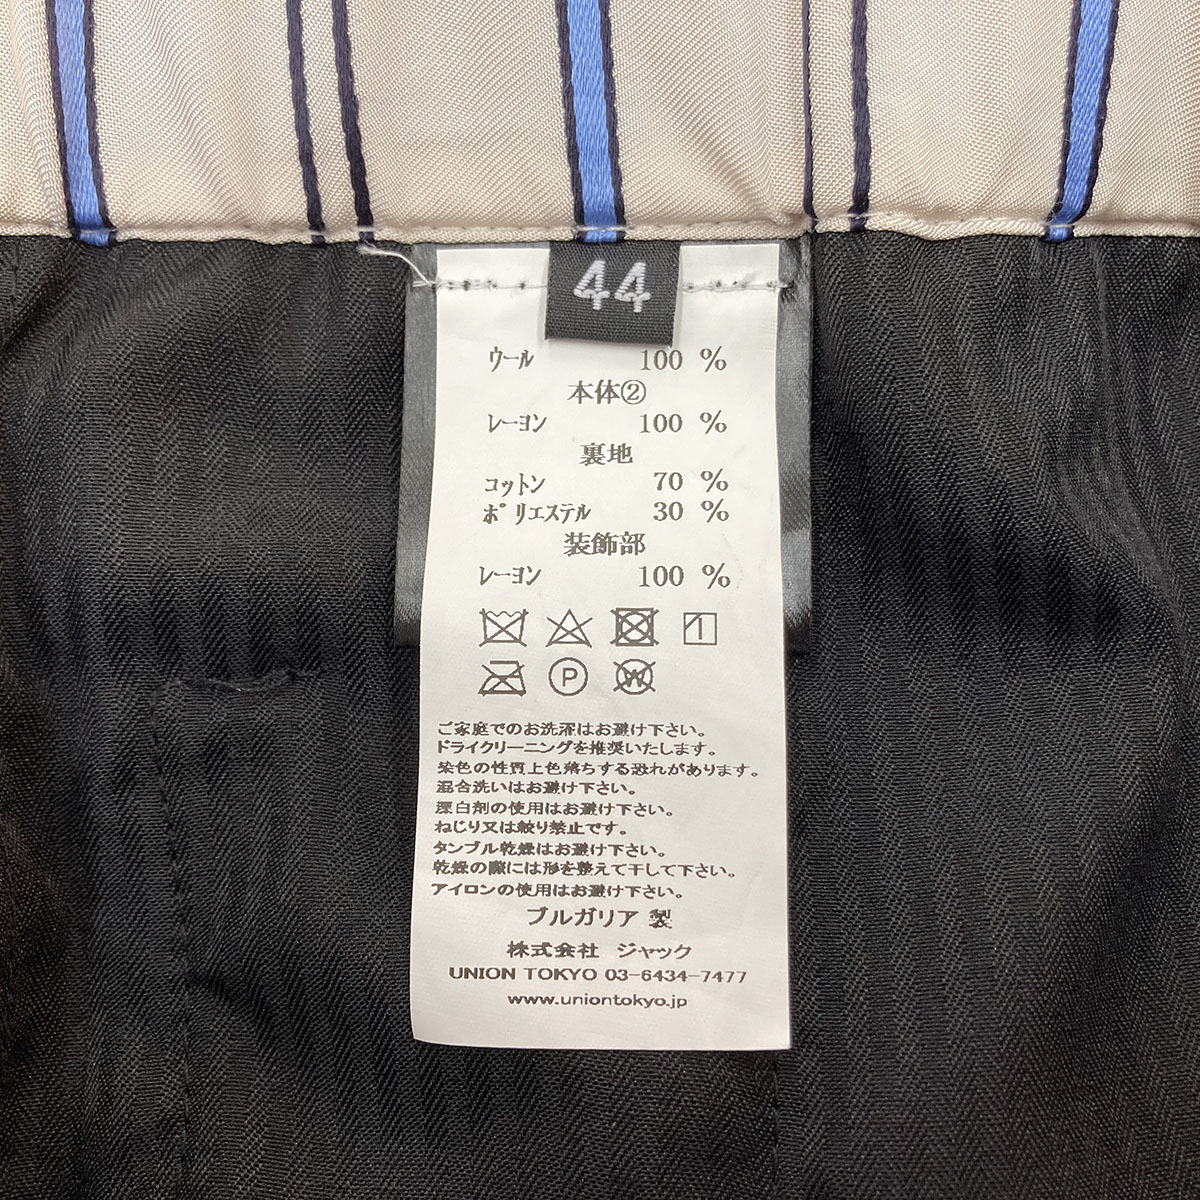 44
ウール 100 %
本体②
レーヨン 100 %
裏地
コットン 70 %
ポリエステル 30 %
装飾部
レーヨン 100 %
1
P W
ご家庭でのお洗濯はお避け下さい。
ドライクリーニングを推奨いたします。
染色の性質上色落ちする恐れがあります。
混合洗いはお避け下さい。
漂白剤の使用はお避け下さい。
ねじり又は絞り禁止です。
タンブル乾燥はお避け下さい。
乾燥の際には形を整えて干して下さい。
アイロンの使用はお避け下さい。
ブルガリア 製
株式会社 ジャック
UNION TOKYO 03-6434-7477
www.uniontokyo.jp